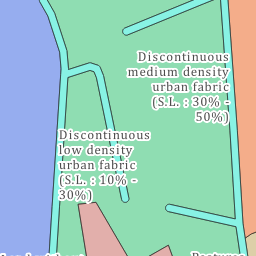 Discontinuous
medium density
urban fabric
(S.L. : 30% -
50%)
Discontinuous
low density
urban fabric
(S.L. : 10% -
30%)